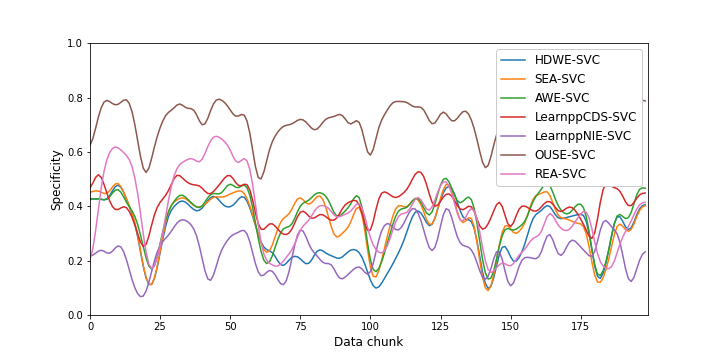 1.0
0.8
0.6
0.4
0.2
0.0
Specificity
0 25 50 75 100 125 150 175
Data chunk
HDWE-SVC
SEA-SVC
AWE-SVC
LearnppCDS-SVC
LearnppNIE-SVC
OUSE-SVC
REA-SVC